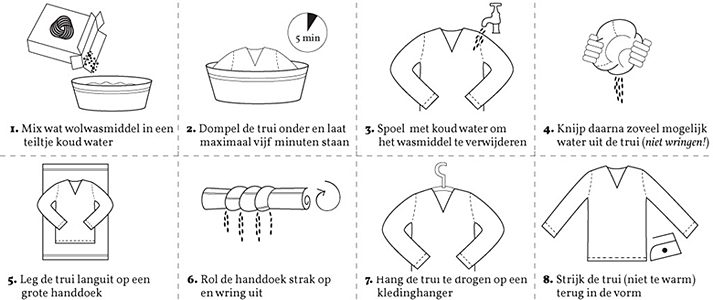 5 min
1. Mix wat wolwasmiddel in een
teiltje koud water
2. Dompel de trui onder en laat
maximaal vijf minuten staan
3. Spoel met koud water om
het wasmiddel te verwijderen
4. Knijp daarna zoveel mogelijk
water uit de trui (niet wringen!)
5. Leg de trui languit op een
grote handdoek
6. Rol de handdoek strak op
en wring uit
7. Hang de trui te drogen op een
kledinghanger
8. Strijk de trui (niet te warm)
terug in de vorm